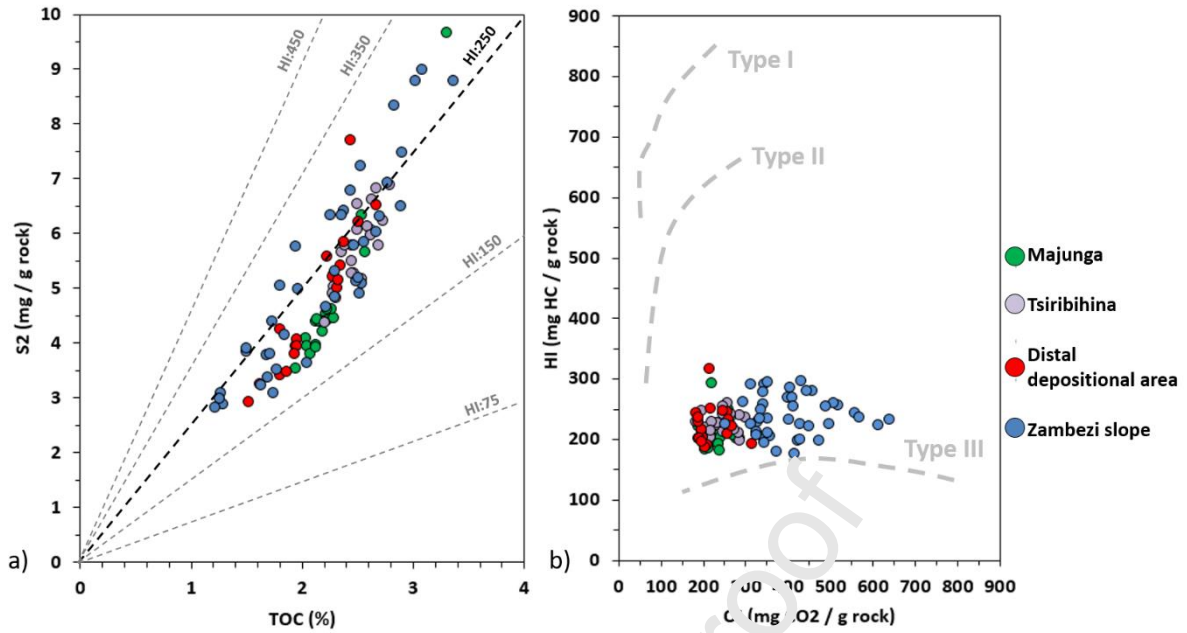 a)
S2 (mg / g rock)
10
9
8
7
6
5
4
3
2
1
0
0
1
2
3
4
TOC (%)
HI:450
HI:350
HI:250
HI:150
HI:75
b)
HI (mg HC / g rock)
900
800
700
600
500
400
300
200
100
0
0
100
200
300
400
500
600
700
800
900
(mg CO2 / g rock)
Type I
Type II
Type III
roof
Majunga
Tsiribihina
Distal
depositional area
Zambezi slope